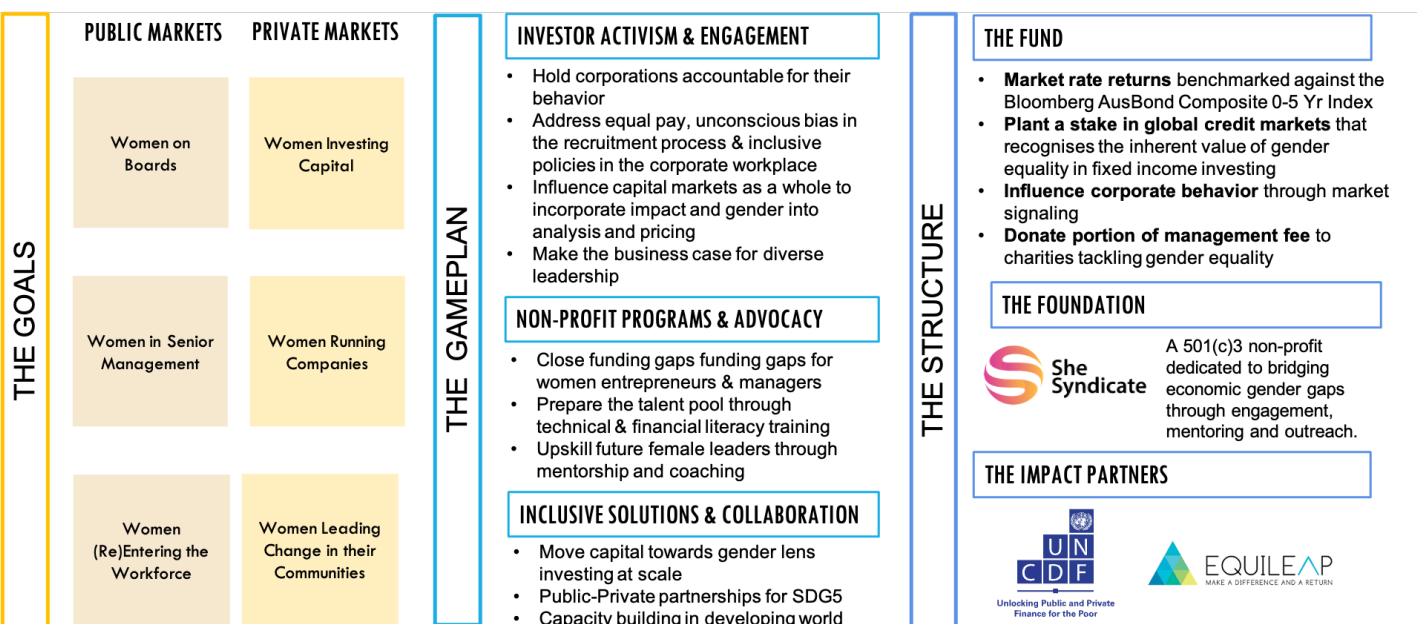 THE GOALS
PUBLIC MARKETS
PRIVATE MARKETS
Women on
Boards
Women Investing
Capital
Women in Senior
Management
Women Running
Companies
Women
(Re)Entering the
Workforce
Women Leading
Change in their
Communities
THE GAMEPLAN
INVESTOR ACTIVISM & ENGAGEMENT
• Hold corporations accountable for their
behavior
• Address equal pay, unconscious bias in
the recruitment process & inclusive
policies in the corporate workplace
• Influence capital markets as a whole to
incorporate impact and gender into
analysis and pricing
• Make the business case for diverse
leadership
NON-PROFIT PROGRAMS & ADVOCACY
• Close funding gaps funding gaps for
women entrepreneurs & managers
• Prepare the talent pool through
technical & financial literacy training
• Upskill future female leaders through
mentorship and coaching
INCLUSIVE SOLUTIONS & COLLABORATION
• Move capital towards gender lens
investing at scale
• Public-Private partnerships for SDG5
• Capacity building in developing world
THE STRUCTURE
THE FUND
• Market rate returns benchmarked against the
Bloomberg AusBond Composite 0-5 Yr Index
• Plant a stake in global credit markets that
recognises the inherent value of gender
equality in fixed income investing
• Influence corporate behavior through market
signaling
• Donate portion of management fee to
charities tackling gender equality
THE FOUNDATION
She
Syndicate
A 501(c)3 non-profit
dedicated to bridging
economic gender gaps
through engagement,
mentoring and outreach.
THE IMPACT PARTNERS
UN
CDF
Unlocking Public and Private
Finance for the Poor
EQUILEAP
MAKE A DIFFERENCE AND A RETURN